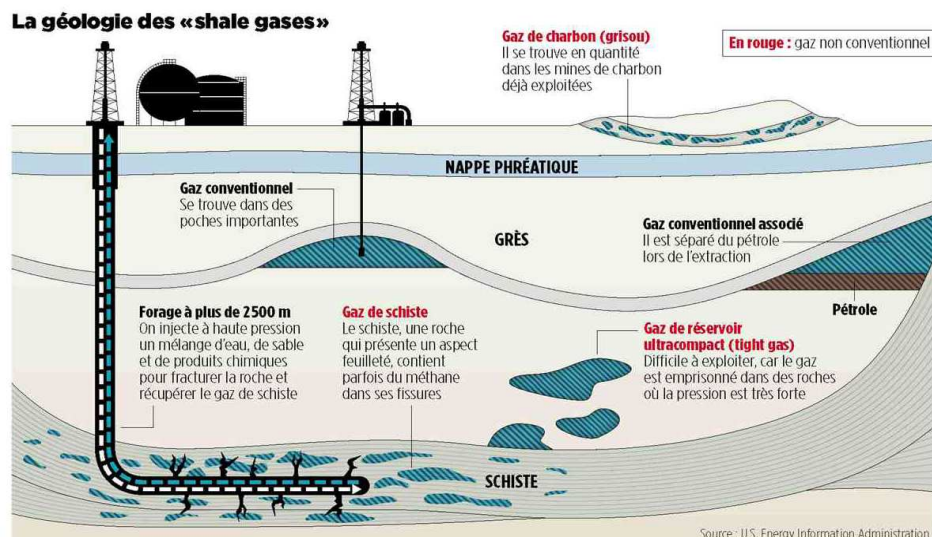 La géologie des «shale gases»
Gaz de charbon (grisou)
Il se trouve en quantité
dans les mines de charbon
déjà exploitées
En rouge : gaz non conventionnel
NAPPE PHRÉATIQUE
Gaz conventionnel
Se trouve dans des
poches importantes
GRÈS
Gaz conventionnel associé
Il est séparé du pétrole
lors de l'extraction
Pétrole
Forage à plus de 2500 m
On injecte à haute pression
un mélange d'eau, de sable
et de produits chimiques
pour fracturer la roche et
récupérer le gaz de schiste
Gaz de schiste
Le schiste, une roche
qui présente un aspect
feuilleté, contient
parfois du méthane
dans ses fissures
Gaz de réservoir
ultracompact (tight gas)
Difficile à exploiter, car le gaz
est emprisonné dans des roches
où la pression est très forte
SCHISTE
Source : U.S. Energy Information Administration